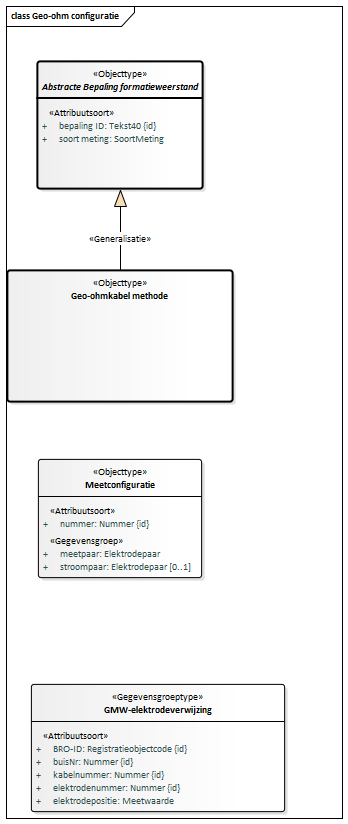 class Geo-ohm configuratie
«Objecttype»
Abstracte Bepaling formatieweerstand
«Attribuutsoort»
+ bepaling ID: Tekst40 {id}
+ soort meting: SoortMeting
«Generalisatie»
«Objecttype»
Geo-ohmkabel methode
«Objecttype»
Meetconfiguratie
«Attribuutsoort»
+ nummer: Nummer {id}
«Gegevensgroep»
+ meetpaar: Elektrodepaar
+ stroompaar: Elektrodepaar [0..1]
«Gegevensgroeptype»
GMW-elektrodeverwijzing
«Attribuutsoort»
+ BRO-ID: Registratieobjectcode {id}
+ buisNr: Nummer {id}
+ kabelnummer: Nummer {id}
+ elektrodenummer: Nummer {id}
+ elektrodepositie: Meetwaarde